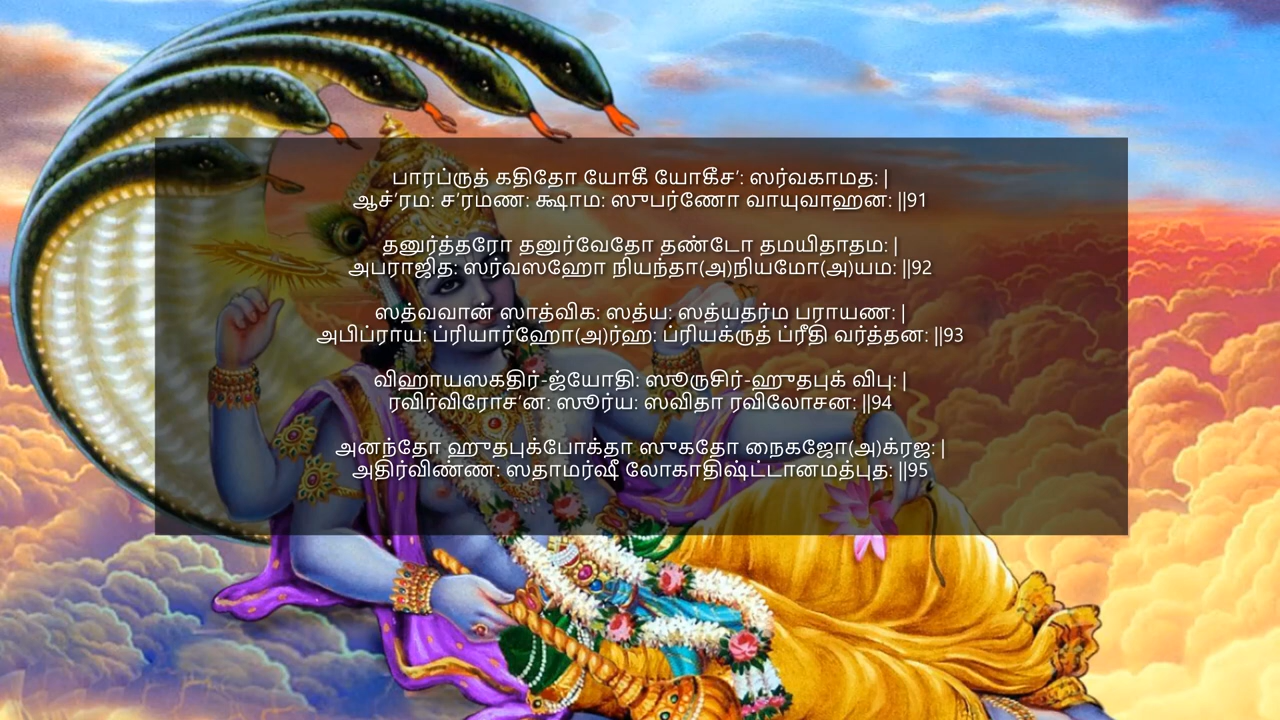 பாரப்ருத் கதிதோ யோகீ யோகீச’: ஸர்வகாமத: |
ஆச்’ரம: ச’ரமண: க்ஷாம: ஸுபர்ணோ வாயுவாஹன: ||91
தனுர்த்தரோ தனுர்வேதோ தண்டோ தமயிதாதம: |
அபராஜித: ஸர்வஸஹோ நியந்தா(அ)நியமோ(அ)யம: ||92
ஸத்வவான் ஸாத்விக: ஸத்ய: ஸத்யதர்ம பராயண: |
அபிப்ராய: ப்ரியார்ஹோ(அ)ர்ஹ: ப்ரியக்ருத் ப்ரீதி வர்த்தன: ||93
விஹாயஸகதிர்-ஜ்யோதி: ஸூருசிர்-ஹுதபுக் விபு: |
ரவிர்விரோச’ன: ஸூர்ய: ஸவிதா ரவிலோசன: ||94
அனந்தோ ஹுதபுக்போக்தா ஸுகதோ நைகஜோ(அ)க்ரஜ: |
அதிர்விண்ண: ஸதாமர்ஷீ லோகாதிஷ்ட்டானமத்புத: ||95